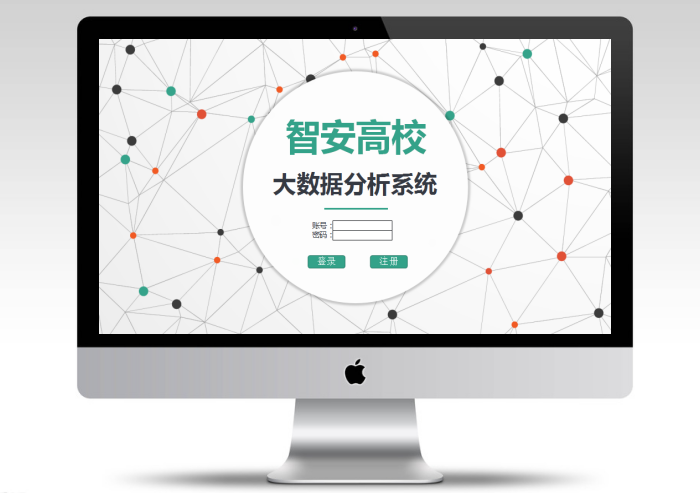 智安高校
大数据分析系统
账号：
密码：
登录 注册